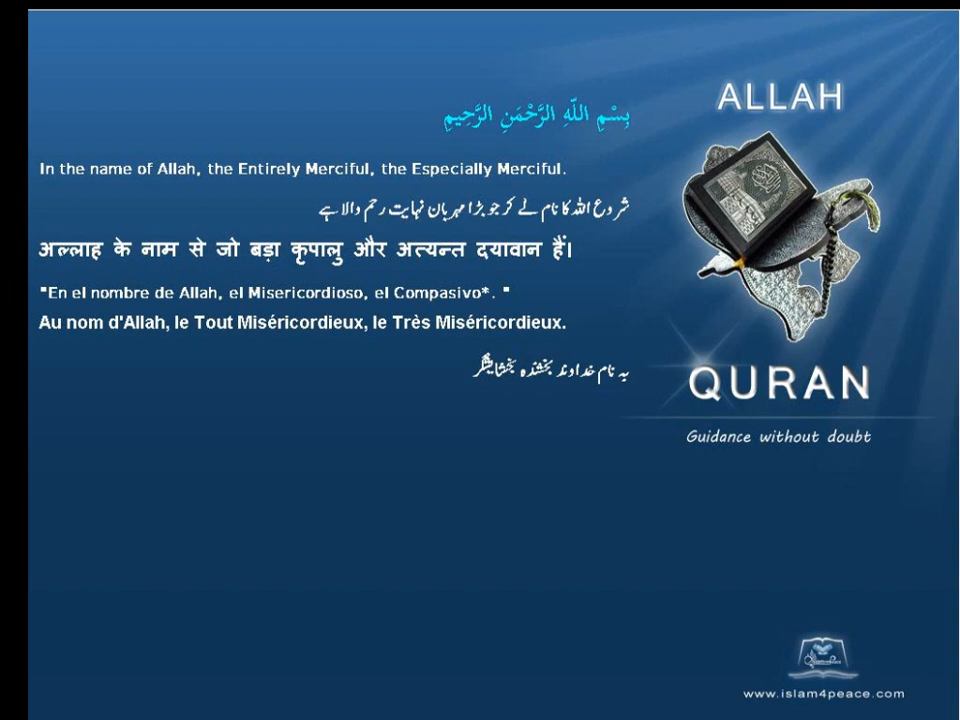 بِسْمِ اللَّهِ الرَّحْمَنِ الرَّحِيمِ
In the name of Allah, the Entirely Merciful, the Especially Merciful.
شروع الله کا نام لے کر جو بڑا مہربان نہایت رحم والا ہے
अल्लाह के नाम से जो बड़ा कृपालु और अत्यन्त दयावान हैं।
"En el nombre de Allah, el Misericordioso, el Compasivo*. "
Au nom d'Allah, le Tout Miséricordieux, le Très Miséricordieux.
به نام خداوند بخشنده بخشایشگر
ALLAH
QURAN
Guidance without doubt
www.islam4peace.com